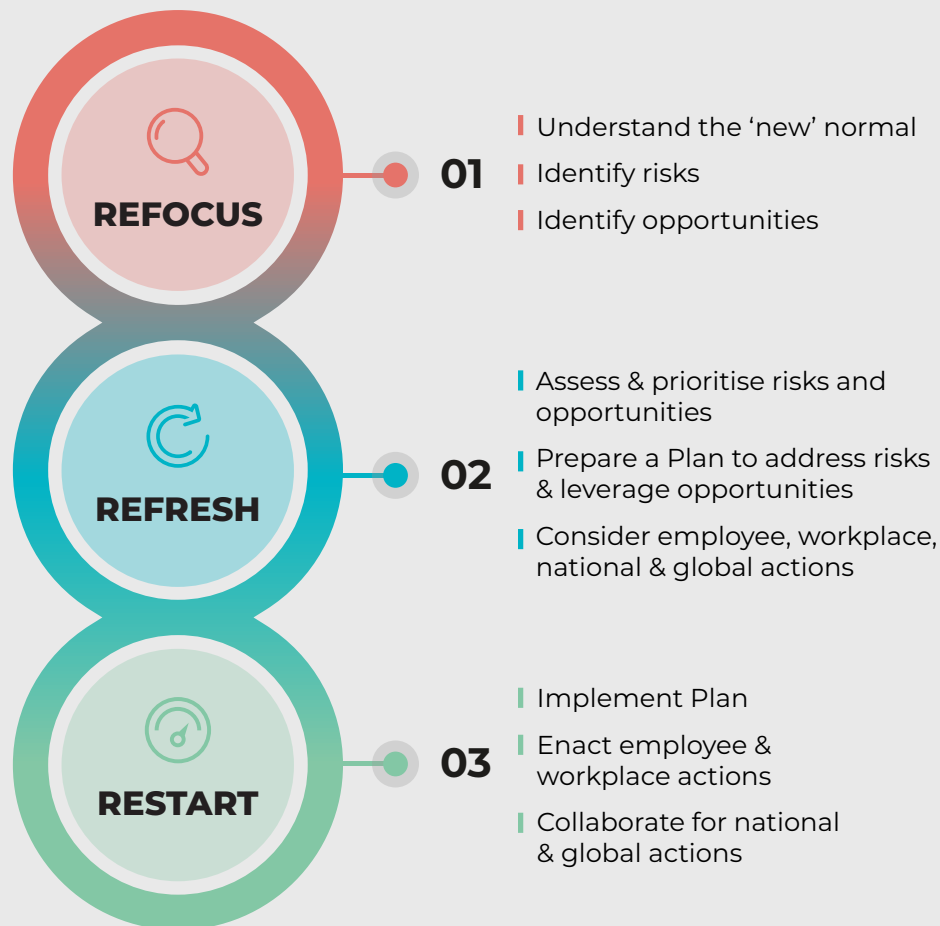 REFOCUS
01
Understand the ‘new’ normal
Identify risks
Identify opportunities
REFRESH
02
Assess & prioritise risks and
opportunities
Prepare a Plan to address risks
& leverage opportunities
Consider employee, workplace,
national & global actions
RESTART
03
Implement Plan
Enact employee &
workplace actions
Collaborate for national
& global actions